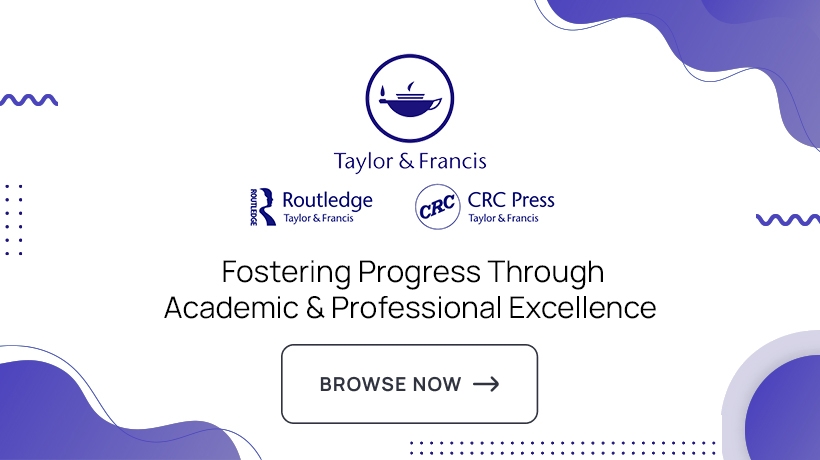 Taylor & Francis
ROUTLEDGE
Routledge
Taylor & Francis
CRC
CRC Press
Taylor & Francis
Fostering Progress Through
Academic & Professional Excellence
BROWSE NOW